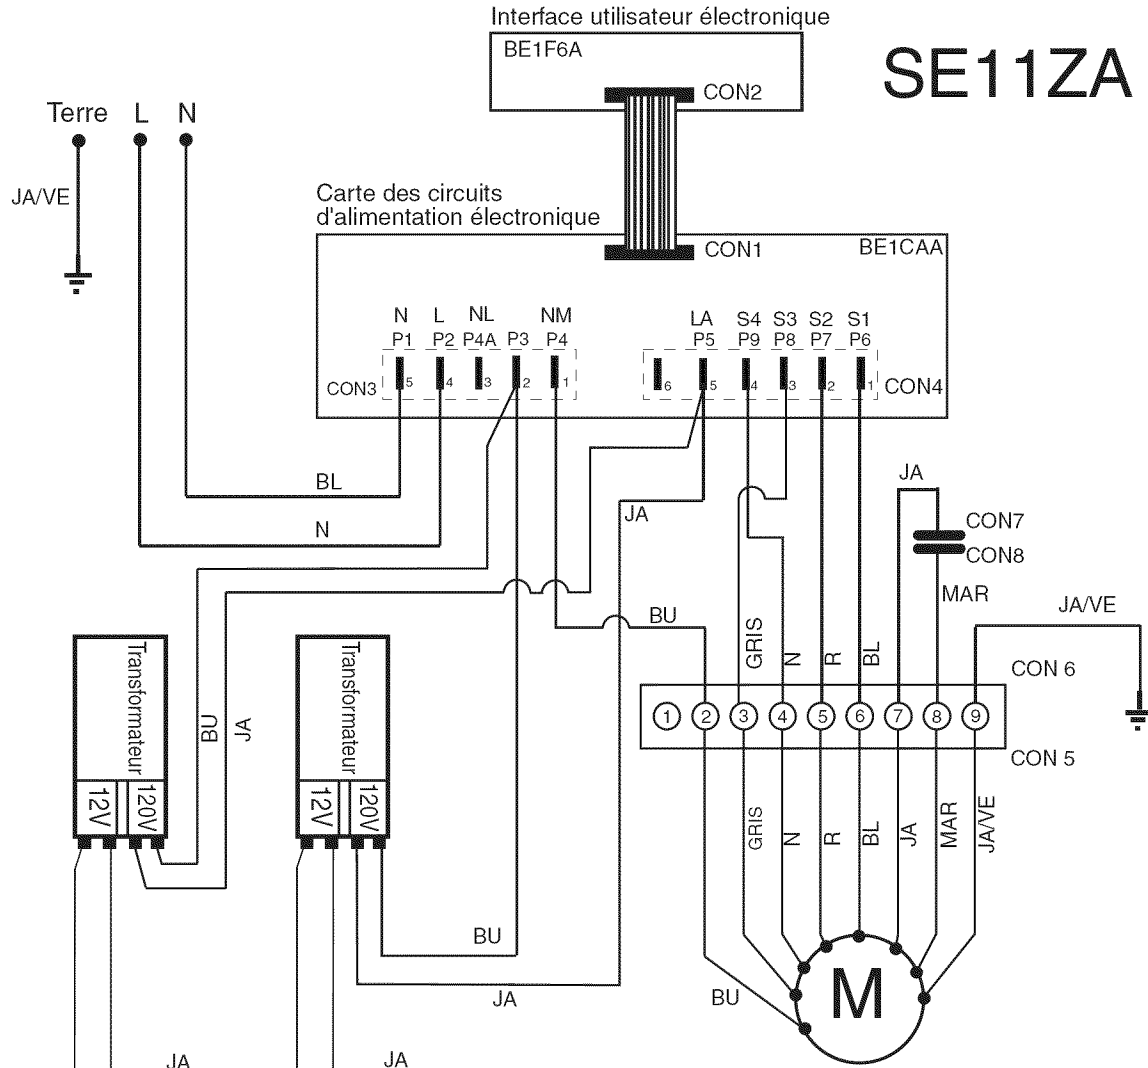 Interface utilisateur électronique
BE1F6A
SE11ZA
CON2
Terre L N
JA/VE
Carte des circuits
d'alimentation électronique
CON1
BE1CAA
N L NL NM
P1 P2 P4A P3 P4
LA S4 S3 S2 S1
P5 P9 P8 P7 P6
CON3
5 4 3 2 1
6 5 4 3 2 1
CON4
BL
N
JA
JA
CON7
CON8
MAR
JA/VE
BU
GRIS
N
R
BL
CON 6
1 2 3 4 5 6 7 8 9
CON 5
Transformateur
12V
120V
BU
JA
Transformateur
12V
120V
GRIS
N
R
BL
JA
MAR
JA/VE
BU
JA
BU
M
JA
JA